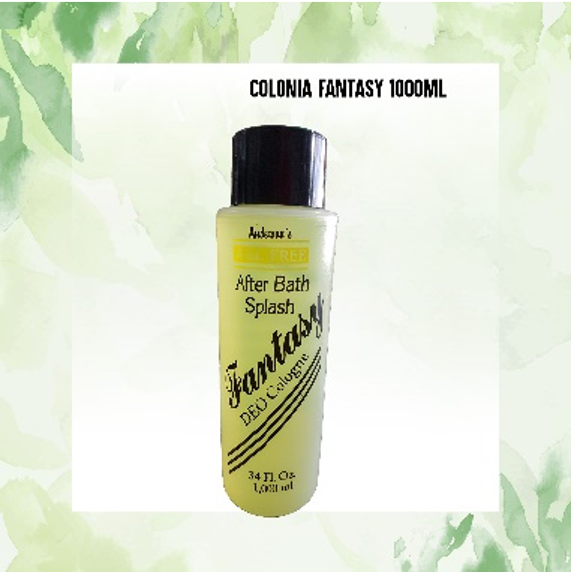 COLONIA FANTASY 1000ML
After Bath
Splash
Fantasy
DEO Cologne
34 Fl. Oz.
1,000 ml